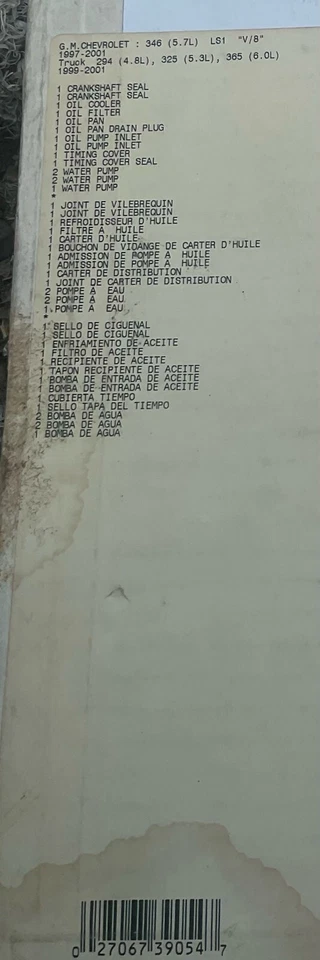 G.M.CHEVROLET : 346 (5.7L) LS1 "V/8"
1997-2001
Truck 294 (4.8L), 325 (5.3L), 365 (6.0L)
1999-2001
1 CRANKSHAFT SEAL
1 CRANKSHAFT SEAL
1 OIL COOLER
1 OIL FILTER
1 OIL PAN
1 OIL PAN DRAIN PLUG
1 OIL PUMP INLET
1 OIL PUMP INLET
1 TIMING COVER
1 TIMING COVER SEAL
2 WATER PUMP
2 WATER PUMP
1 WATER PUMP
*
1 JOINT DE VILEBREQUIN
1 JOINT DE VILEBREQUIN
1 REFROIDISSEUR D'HUILE
1 FILTRE A HUILE
1 CARTER D'HUILE
1 BOUCHON DE VIDANGE DE CARTER D'HUILE
1 ADMISSION DE POMPE A HUILE
1 ADMISSION DE POMPE A HUILE
1 CARTER DE DISTRIBUTION
1 JOINT DE CARTER DE DISTRIBUTION
2 POMPE A EAU
2 POMPE A EAU
1 POMPE A EAU
*
1 SELLO DE CIGUENAL
1 SELLO DE CIGUENAL
1 ENFRIAMIENTO DE ACEITE
1 FILTRO DE ACEITE
1 RECIPIENTE DE ACEITE
1 TAPON RECIPIENTE DE ACEITE
1 BOMBA DE ENTRADA DE ACEITE
1 BOMBA DE ENTRADA DE ACEITE
1 CUBIERTA TIEMPO
1 SELLO TAPA DEL TIEMPO
2 BOMBA DE AGUA
2 BOMBA DE AGUA
1 BOMBA DE AGUA
0 27067 39054 7